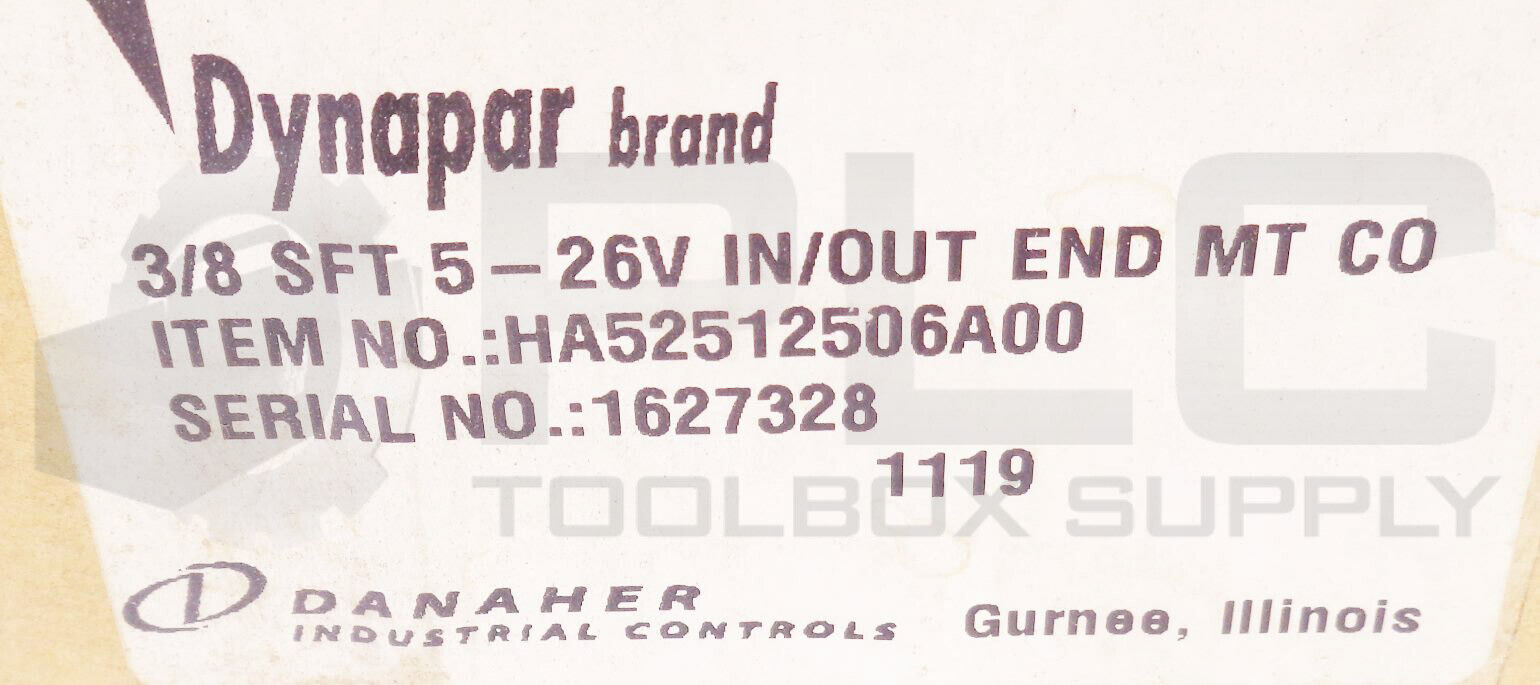 Dynapar brand
3/8 SFT 5-26V IN/OUT END MT CO
ITEM NO.:HA52512506A00
SERIAL NO.:1627328
1119
DANAHER
INDUSTRIAL CONTROLS
Gurnee, Illinois
PLC
TOOLBOX SUPPLY